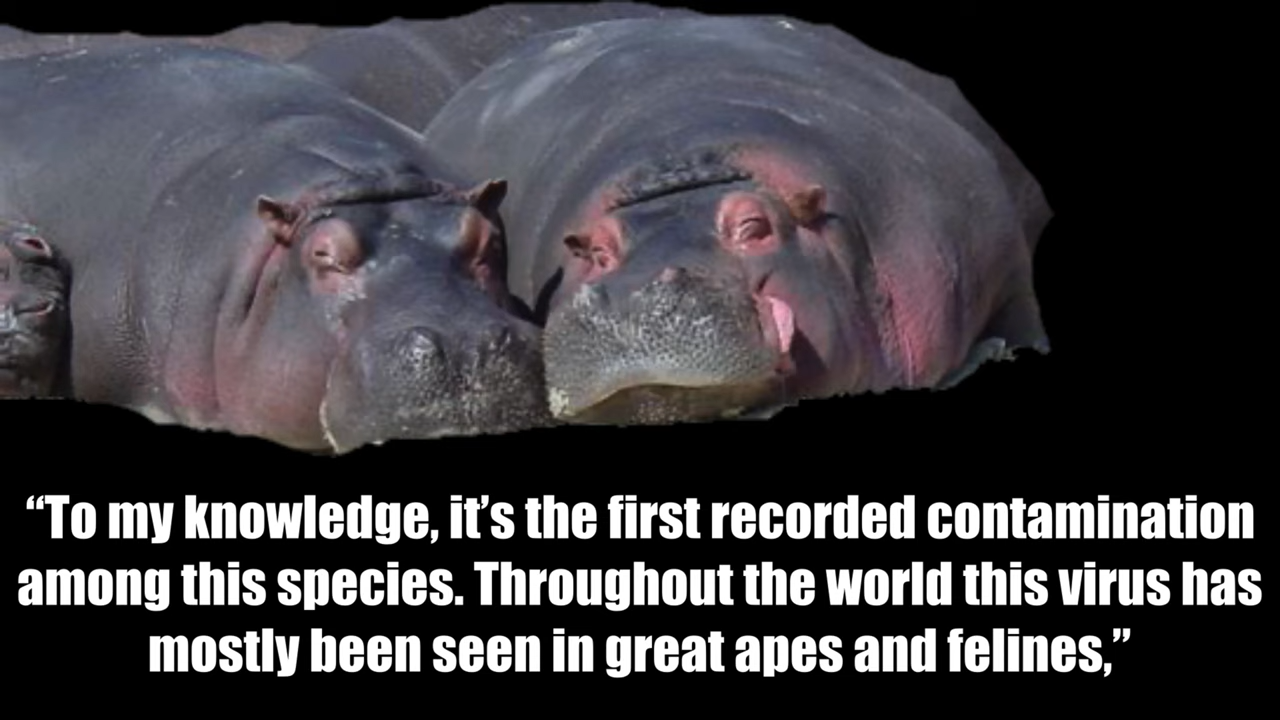 “To my knowledge, it’s the first recorded contamination
among this species. Throughout the world this virus has
mostly been seen in great apes and felines,”